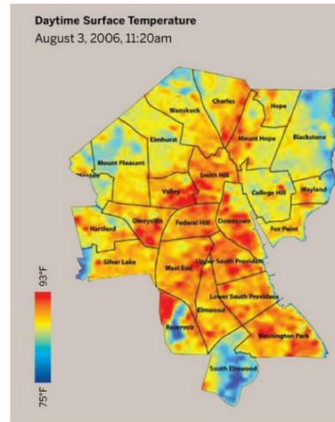 Daytime Surface Temperature
August 3, 2006, 11:20am
Charles
Hope
Wanskuck
Blackstone
Mount Hope
Elmhurst
Mount Pleasant
Smith Hill
Valley
College Hill
Wayland
Olneyville
Federal Hill
Downtown
Hartford
Fox Point
Silver Lake
West End
Upper South Providen
Lower South Providen
Elmwood
Reservoir
Washington Park
South Elmwood
93°F
75°F